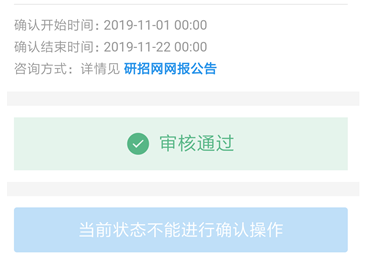 确认开始时间：2019-11-01 00:00
确认结束时间：2019-11-22 00:00
咨询方式：详情见 研招网网报公告
审核通过
当前状态不能进行确认操作